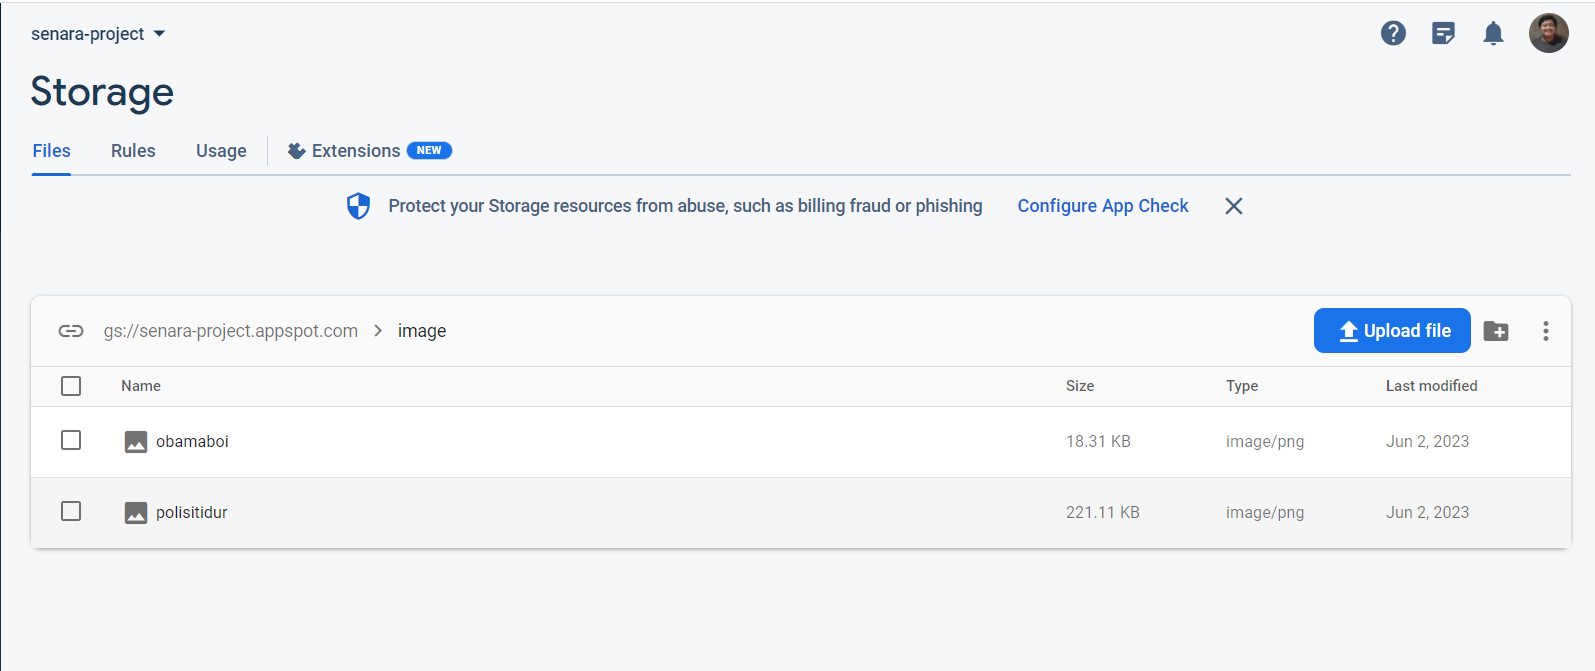 senara-project
Storage
Files Rules Usage Extensions NEW
Protect your Storage resources from abuse, such as billing fraud or phishing Configure App Check
gs://senara-project.appspot.com > image Upload file
Name Size Type Last modified
obamaboi 18.31 KB image/png Jun 2, 2023
polisitidur 221.11 KB image/png Jun 2, 2023